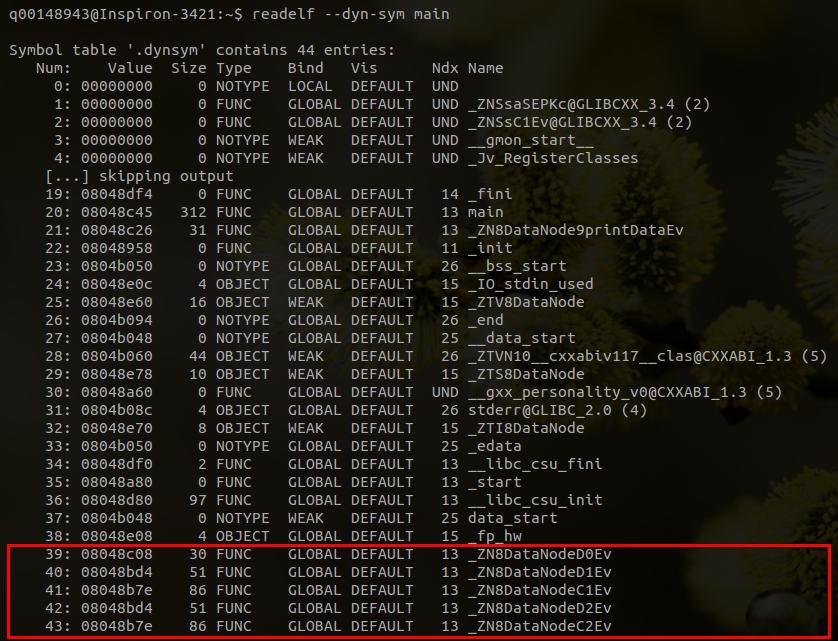 q00148943@Inspiron-3421:~$ readelf --dyn-sym main
Symbol table '.dynsym' contains 44 entries:
Num: Value Size Type Bind Vis Ndx Name
0: 00000000 0 NOTYPE LOCAL DEFAULT UND
1: 00000000 0 FUNC GLOBAL DEFAULT UND _ZNSsaSEPKc@GLIBCXX_3.4 (2)
2: 00000000 0 FUNC GLOBAL DEFAULT UND _ZNSsC1Ev@GLIBCXX_3.4 (2)
3: 00000000 0 NOTYPE WEAK DEFAULT UND __gmon_start__
4: 00000000 0 NOTYPE WEAK DEFAULT UND _Jv_RegisterClasses
[...] skipping output
19: 08048df4 0 FUNC GLOBAL DEFAULT 14 _fini
20: 08048c45 312 FUNC GLOBAL DEFAULT 13 main
21: 08048c26 31 FUNC GLOBAL DEFAULT 13 _ZN8DataNode9printDataEv
22: 08048958 0 FUNC GLOBAL DEFAULT 11 _init
23: 0804b050 0 NOTYPE GLOBAL DEFAULT 26 __bss_start
24: 08048e0c 4 OBJECT GLOBAL DEFAULT 15 _IO_stdin_used
25: 08048e60 16 OBJECT WEAK DEFAULT 15 _ZTV8DataNode
26: 0804b094 0 NOTYPE GLOBAL DEFAULT 26 _end
27: 0804b048 0 NOTYPE GLOBAL DEFAULT 25 __data_start
28: 0804b060 44 OBJECT WEAK DEFAULT 26 _ZTVN10__cxxabiv117__clas@CXXABI_1.3 (5)
29: 08048e78 10 OBJECT WEAK DEFAULT 15 _ZTS8DataNode
30: 08048a60 0 FUNC GLOBAL DEFAULT UND __gxx_personality_v0@CXXABI_1.3 (5)
31: 0804b08c 4 OBJECT GLOBAL DEFAULT 26 stderr@GLIBC_2.0 (4)
32: 08048e70 8 OBJECT WEAK DEFAULT 15 _ZTI8DataNode
33: 0804b050 0 NOTYPE GLOBAL DEFAULT 25 _edata
34: 08048df0 2 FUNC GLOBAL DEFAULT 13 __libc_csu_fini
35: 08048a80 0 FUNC GLOBAL DEFAULT 13 _start
36: 08048d80 97 FUNC GLOBAL DEFAULT 13 __libc_csu_init
37: 0804b048 0 NOTYPE WEAK DEFAULT 25 data_start
38: 08048e08 4 OBJECT GLOBAL DEFAULT 15 _fp_hw
39: 08048c08 30 FUNC GLOBAL DEFAULT 13 _ZN8DataNodeD0Ev
40: 08048bd4 51 FUNC GLOBAL DEFAULT 13 _ZN8DataNodeD1Ev
41: 08048b7e 86 FUNC GLOBAL DEFAULT 13 _ZN8DataNodeC1Ev
42: 08048bd4 51 FUNC GLOBAL DEFAULT 13 _ZN8DataNodeD2Ev
43: 08048b7e 86 FUNC GLOBAL DEFAULT 13 _ZN8DataNodeC2Ev